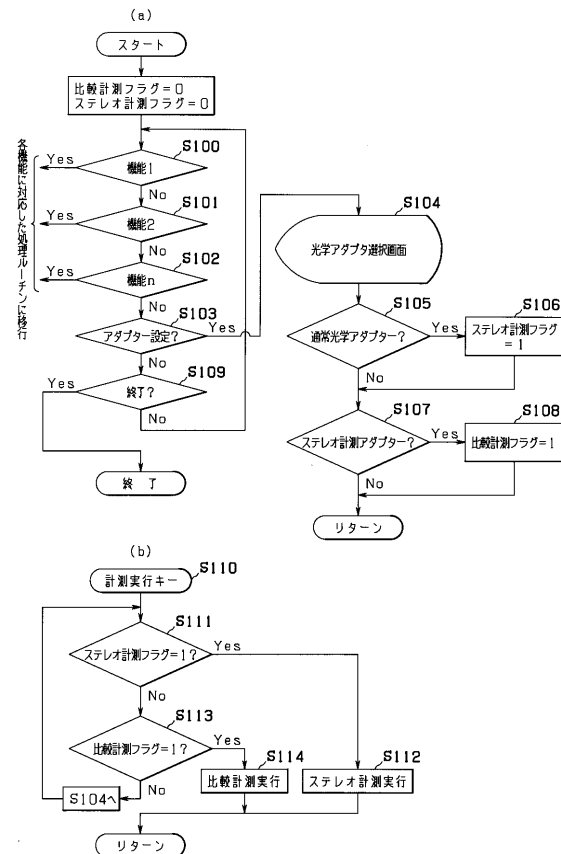 (a)
スタート
比較計測フラグ=0
ステレオ計測フラグ=0
S100
機能1
Yes
No
S101
機能2
Yes
No
S102
機能n
Yes
No
各機能に対応した処理ルーチンに移行
S103
アダプター設定?
Yes
No
S109
終了?
Yes
No
終 了
S104
光学アダプタ選択画面
S105
通常光学アダプター?
Yes
No
S106
ステレオ計測フラグ
=1
S107
ステレオ計測アダプター?
Yes
No
S108
比較計測フラグ=1
リターン
(b)
計測実行キー
S110
S111
ステレオ計測フラグ=1?
Yes
No
S113
比較計測フラグ=1?
Yes
No
S104へ
S114
比較計測実行
S112
ステレオ計測実行
リターン